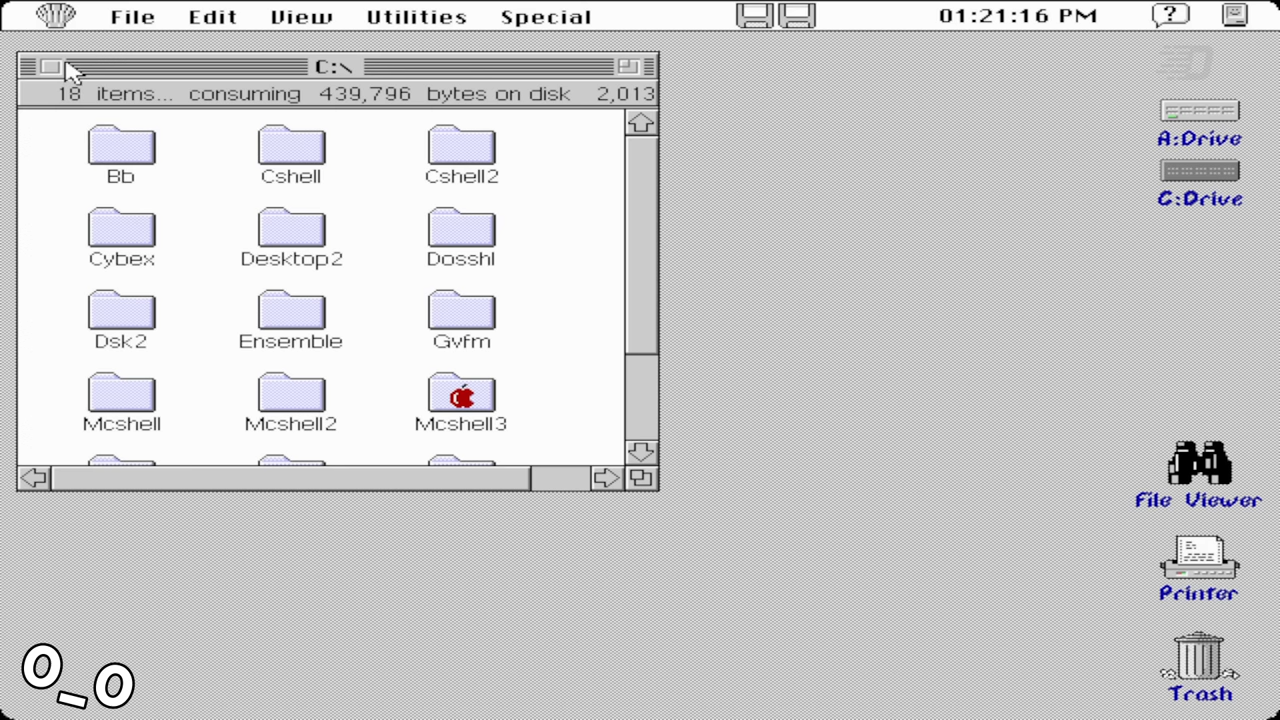 File Edit View Utilities Special 01:21:16 PM ?
C:\
18 items... consuming 439,796 bytes on disk 2,013
Bb Cshell Cshell2
Cybex Desktop2 Dosshl
Dsk2 Ensemble Gvfm
Mcshell Mcshell2 Mcshell3
A:Drive
C:Drive
File Viewer
Printer
Trash
O_O